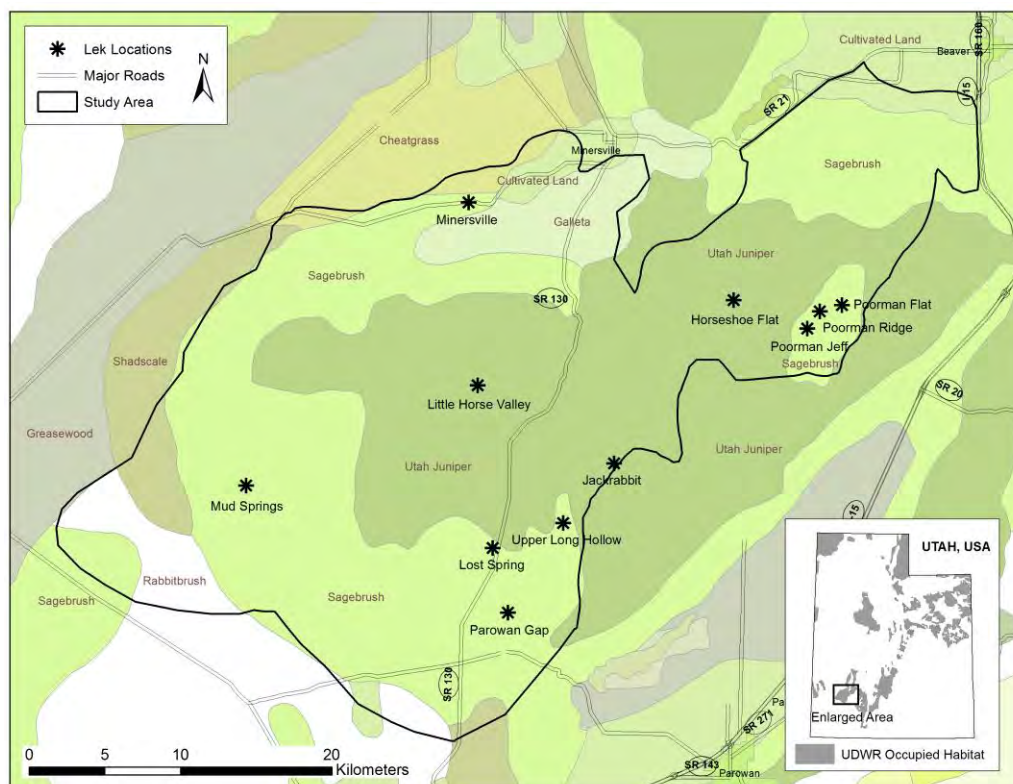 Lek Locations
Major Roads
Study Area
N
Cultivated Land
Beaver
SR 160
I-15
SR 21
Cheatgrass
Minersville
Sagebrush
Cultivated Land
Minersville
Galleta
Utah Juniper
Sagebrush
SR 130
Horseshoe Flat
Poorman Flat
Poorman Ridge
Poorman Jeff
Sagebrush
Shadscale
Little Horse Valley
SR 20
Greasewood
Utah Juniper
Utah Juniper
Jackrabbit
Mud Springs
-15
Upper Long Hollow
UTAH, USA
Lost Spring
Rabbitbrush
Sagebrush
Sagebrush
Parowan Gap
SR 130
Enlarged Area
Pa
SR 271
UDWR Occupied Habitat
0 5 10 20
Kilometers
SR 143
Parowan